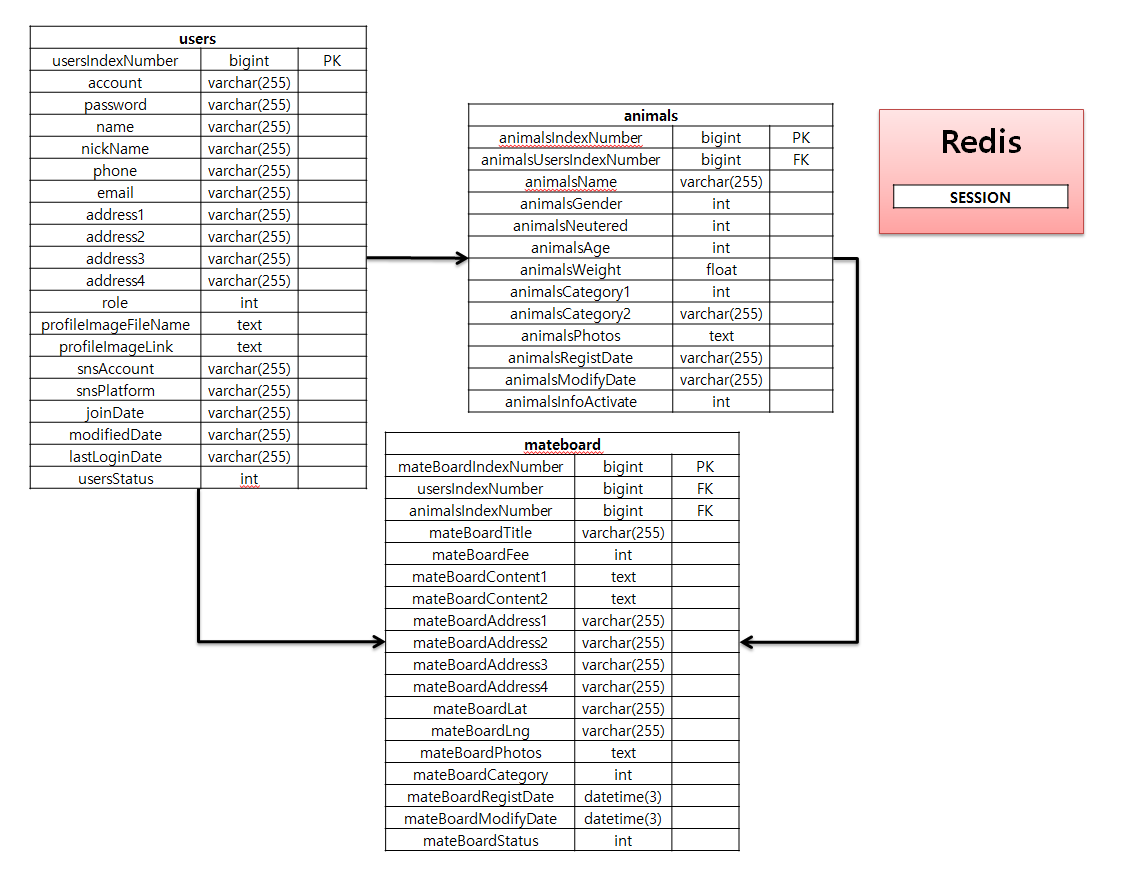 users
usersIndexNumber bigint PK
account varchar(255)
password varchar(255)
name varchar(255)
nickName varchar(255)
phone varchar(255)
email varchar(255)
address1 varchar(255)
address2 varchar(255)
address3 varchar(255)
address4 varchar(255)
role int
profileImageFileName text
profileImageLink text
snsAccount varchar(255)
snsPlatform varchar(255)
joinDate varchar(255)
modifiedDate varchar(255)
lastLoginDate varchar(255)
usersStatus int
animals
animalsIndexNumber bigint PK
animalsUsersIndexNumber bigint FK
animalsName varchar(255)
animalsGender int
animalsNeutered int
animalsAge int
animalsWeight float
animalsCategory1 int
animalsCategory2 varchar(255)
animalsPhotos text
animalsRegistDate varchar(255)
animalsModifyDate varchar(255)
animalsInfoActivate int
Redis
SESSION
mateboard
mateBoardIndexNumber bigint PK
usersIndexNumber bigint FK
animalsIndexNumber bigint FK
mateBoardTitle varchar(255)
mateBoardFee int
mateBoardContent1 text
mateBoardContent2 text
mateBoardAddress1 varchar(255)
mateBoardAddress2 varchar(255)
mateBoardAddress3 varchar(255)
mateBoardAddress4 varchar(255)
mateBoardLat varchar(255)
mateBoardLng varchar(255)
mateBoardPhotos text
mateBoardCategory int
mateBoardRegistDate datetime(3)
mateBoardModifyDate datetime(3)
mateBoardStatus int